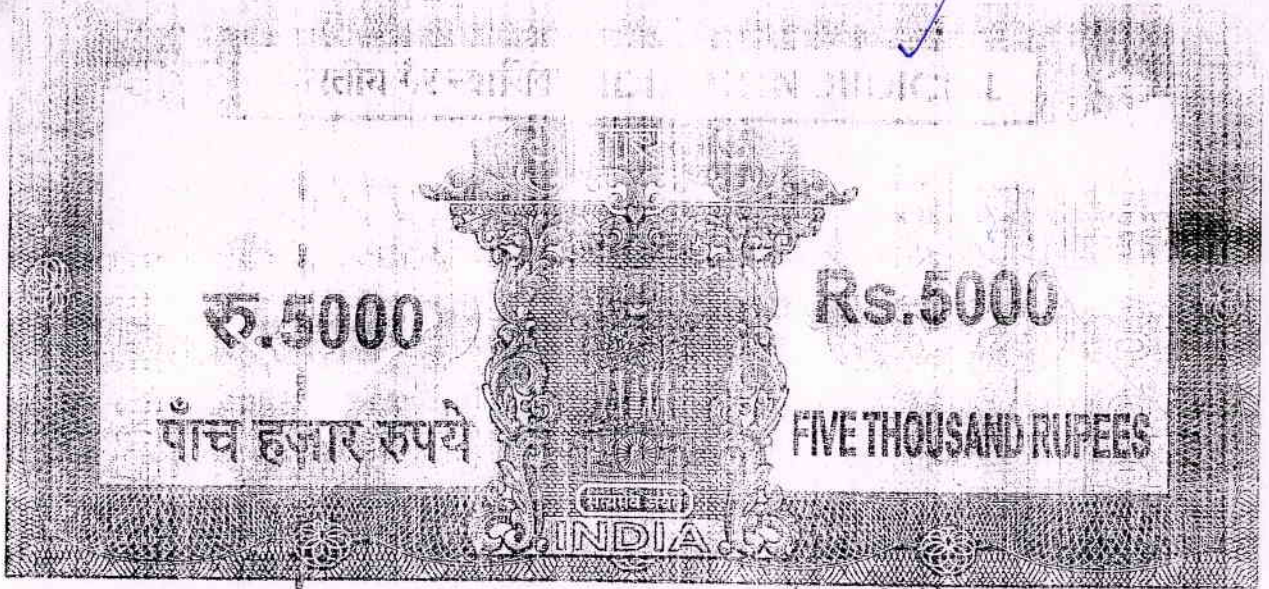 रु.5000
Rs.5000
पाँच हज़ार रुपये
FIVE THOUSAND RUPEES
सत्यमेव जयते
INDIA